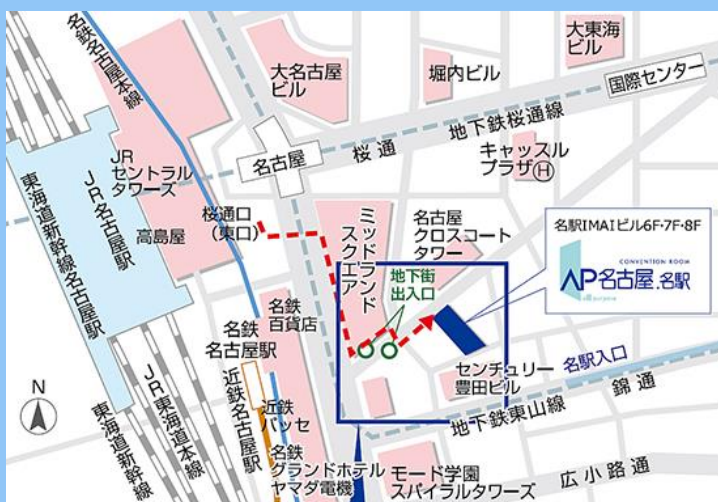 名鉄名古屋本線
大名古屋
ビル
堀内ビル
大東海
ビル
国際センター
地下鉄桜通線
桜通
名古屋
JR
セントラル
タワーズ
JR名古屋駅
東海道新幹線名古屋駅
高島屋
桜通口
(東口)
ミッドランド
スクエア
名古屋
クロスコート
タワー
キャッスル
プラザⒽ
名駅IMAIビル6F・7F・8F
CONVENTION ROOM
AP名古屋.名駅
all purpose
地下街
出入口
名鉄
百貨店
名鉄
名古屋駅
近鉄名古屋駅
近鉄
パッセ
センチュリー
豊田ビル
名駅入口
錦通
地下鉄東山線
N
JR東海道本線
東海道新幹線
名鉄
グランドホテル
ヤマダ電機
モード学園
スパイラルタワーズ
広小路通